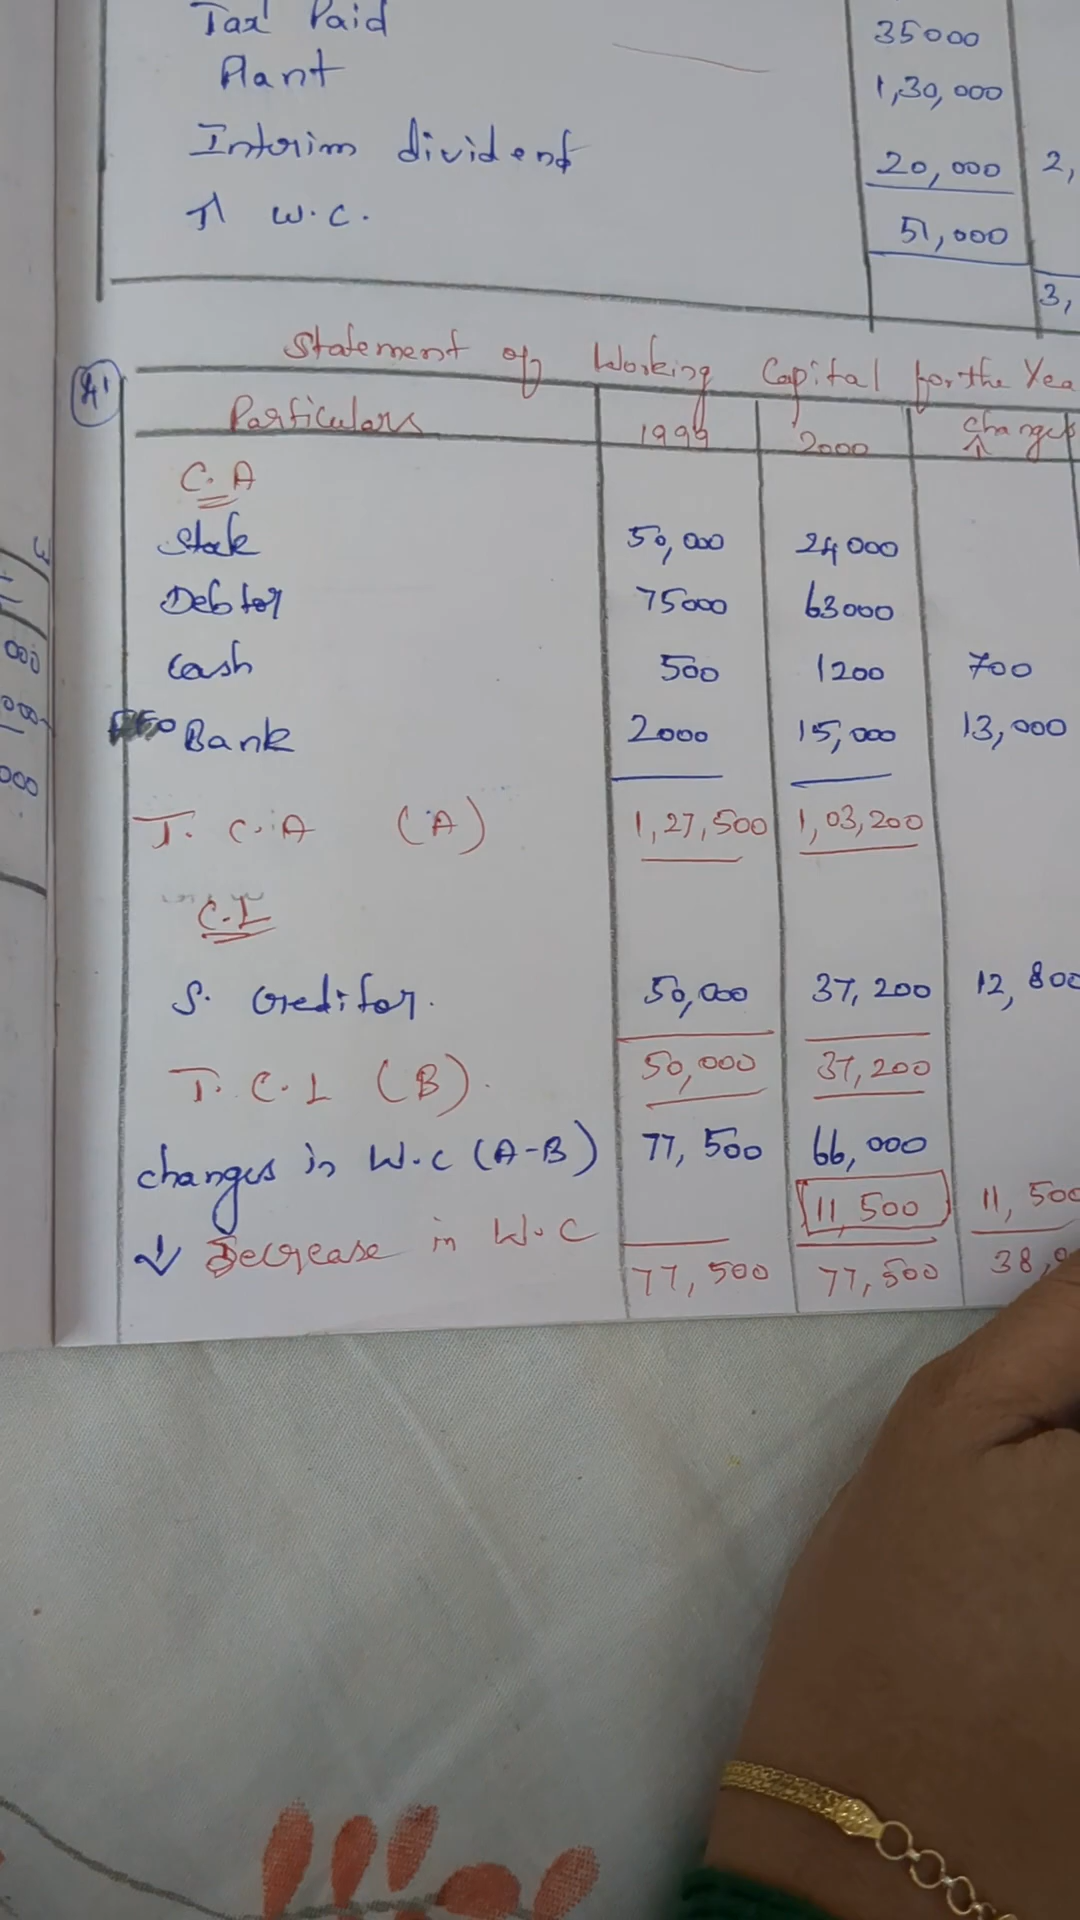 Tax Paid 35000
Plant 1,30,000
Interim dividend 20,000 2,
↑ W.C. 51,000
3,
Statement of Working Capital for the Yea
41
Particulars 1999 2000 changes
↑
C.A
Stock 50,000 24000
Debtor 75000 63000
Cash 500 1200 700
Bank 2000 15,000 13,000
T. C.A (A) 1,27,500 1,03,200
C.L
S. Creditor. 50,000 37,200 12,800
T. C.L (B). 50,000 37,200
changes in W.C (A-B) 77,500 66,000
↓ Decrease in W.C 11,500 11,500
77,500 77,500 38,
000
000
000